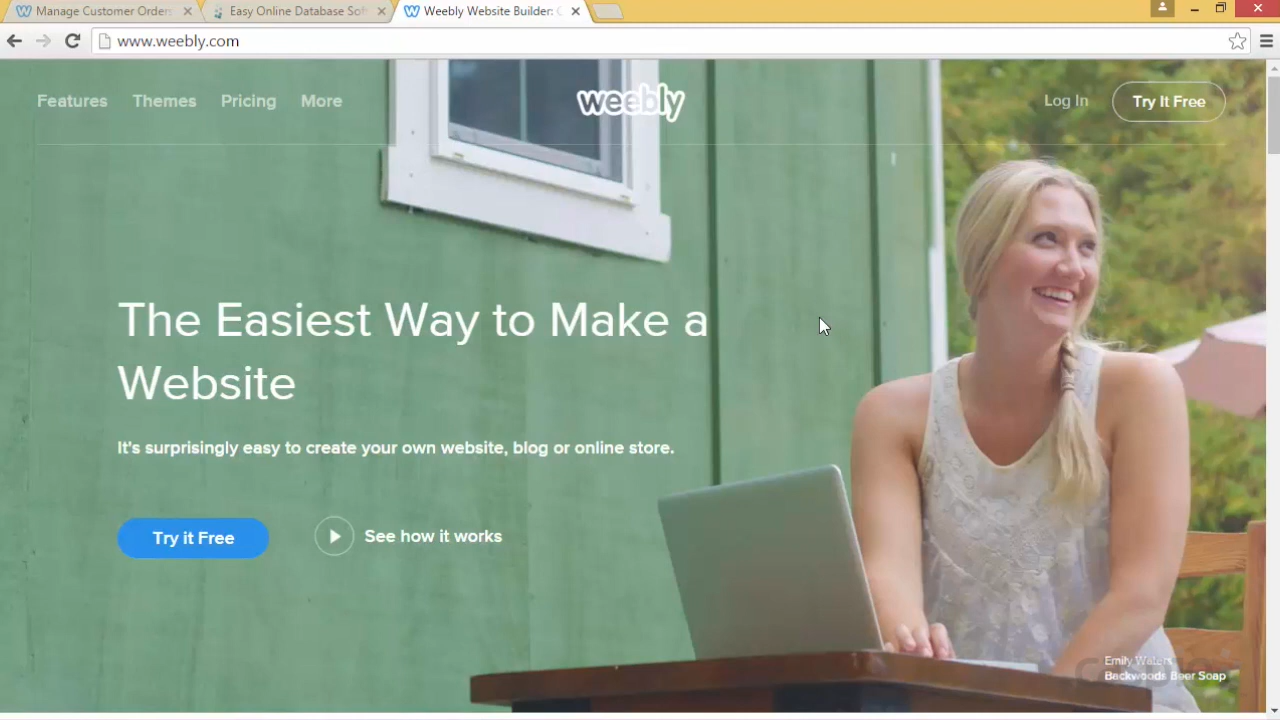 Manage Customer Order
Easy Online Database Sof
Weebly Website Builder: C
www.weebly.com
Features Themes Pricing More
weebly
Log In
Try It Free
The Easiest Way to Make a
Website
It's surprisingly easy to create your own website, blog or online store.
Try it Free
See how it works
Emily Waters
Backwoods Beer Soap